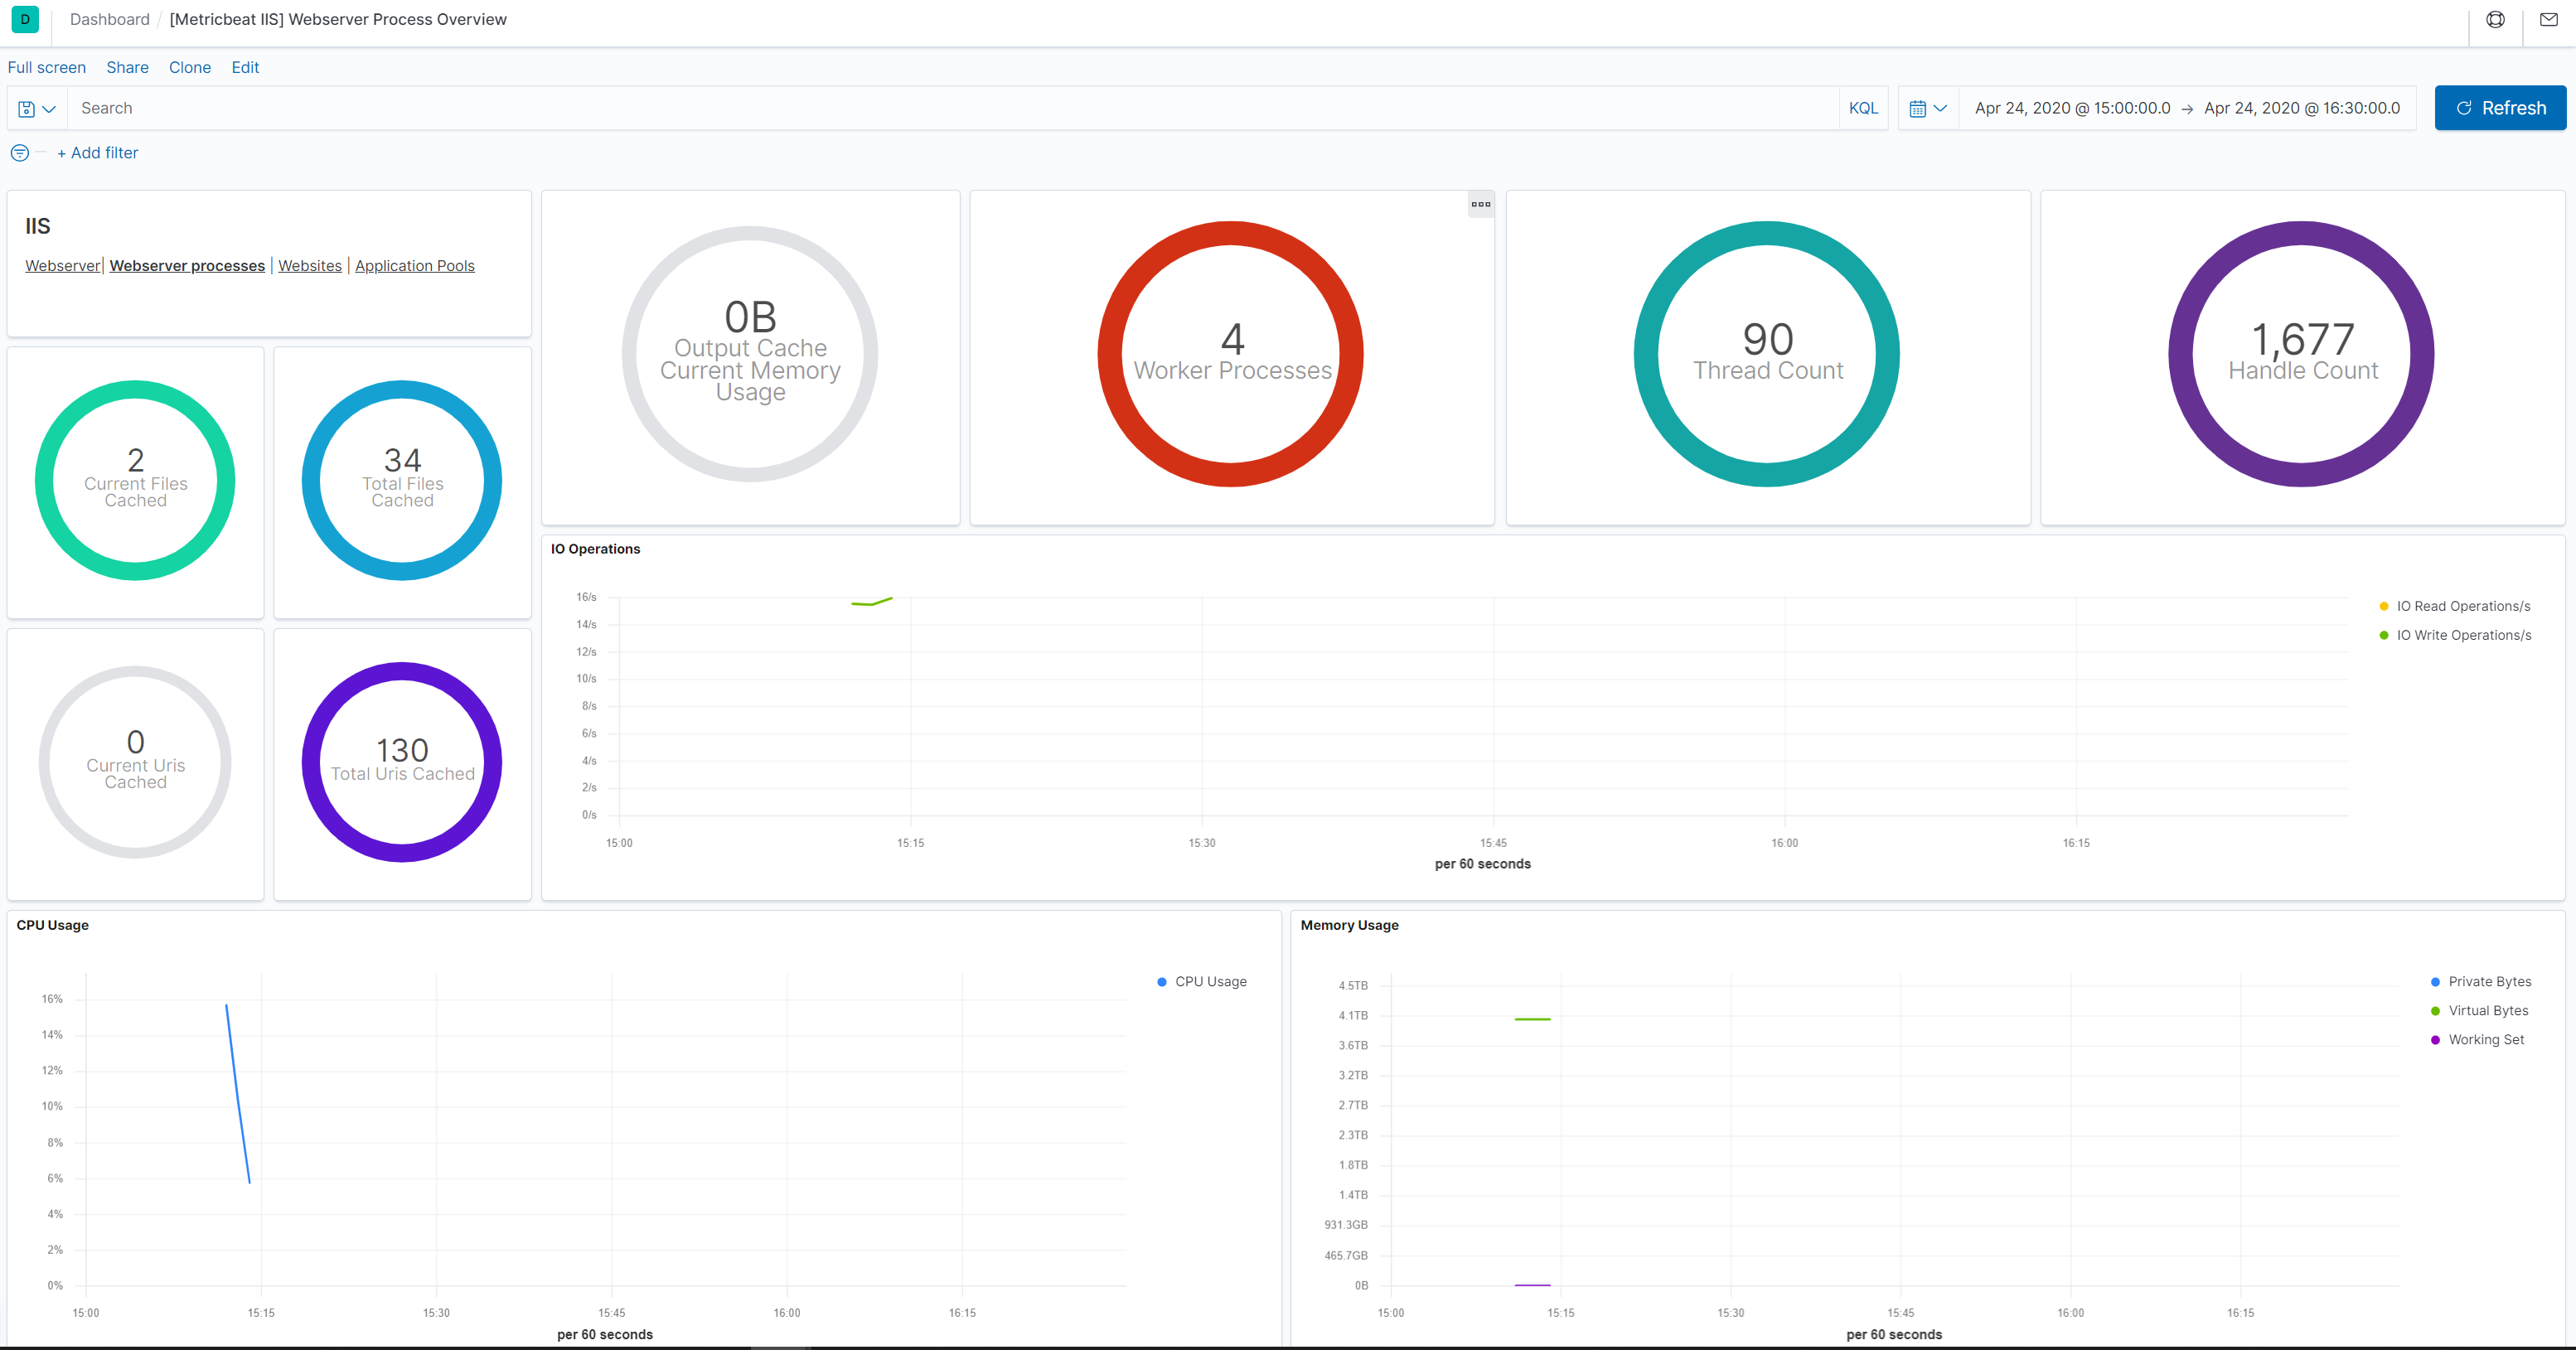 D Dashboard / [Metricbeat IIS] Webserver Process Overview
Full screen Share Clone Edit
Search KQL Apr 24, 2020 @ 15:00:00.0 → Apr 24, 2020 @ 16:30:00.0 Refresh
+ Add filter
IIS
Webserver| Webserver processes | Websites | Application Pools
0B
Output Cache
Current Memory
Usage
4
Worker Processes
90
Thread Count
1,677
Handle Count
2
Current Files
Cached
34
Total Files
Cached
0
Current Uris
Cached
130
Total Uris Cached
IO Operations
16/s
14/s
12/s
10/s
8/s
6/s
4/s
2/s
0/s
15:00 15:15 15:30 15:45 16:00 16:15
per 60 seconds
IO Read Operations/s
IO Write Operations/s
CPU Usage
16%
14%
12%
10%
8%
6%
4%
2%
0%
15:00 15:15 15:30 15:45 16:00 16:15
per 60 seconds
CPU Usage
Memory Usage
4.5TB
4.1TB
3.6TB
3.2TB
2.7TB
2.3TB
1.8TB
1.4TB
931.3GB
465.7GB
0B
15:00 15:15 15:30 15:45 16:00 16:15
per 60 seconds
Private Bytes
Virtual Bytes
Working Set